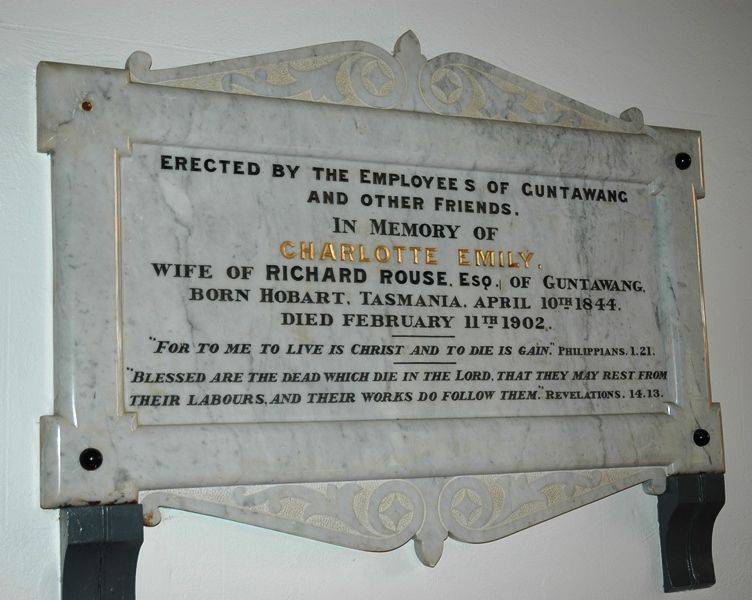 ERECTED BY THE EMPLOYEES OF GUNTAWANG
AND OTHER FRIENDS.
IN MEMORY OF
CHARLOTTE EMILY,
WIFE OF RICHARD ROUSE, ESQ., OF GUNTAWANG,
BORN HOBART, TASMANIA, APRIL 10TH 1844,
DIED FEBRUARY 11TH 1902.
"FOR TO ME TO LIVE IS CHRIST AND TO DIE IS GAIN." PHILIPPIANS, 1.21.
"BLESSED ARE THE DEAD WHICH DIE IN THE LORD, THAT THEY MAY REST FROM
THEIR LABOURS, AND THEIR WORKS DO FOLLOW THEM." REVELATIONS. 14.13.